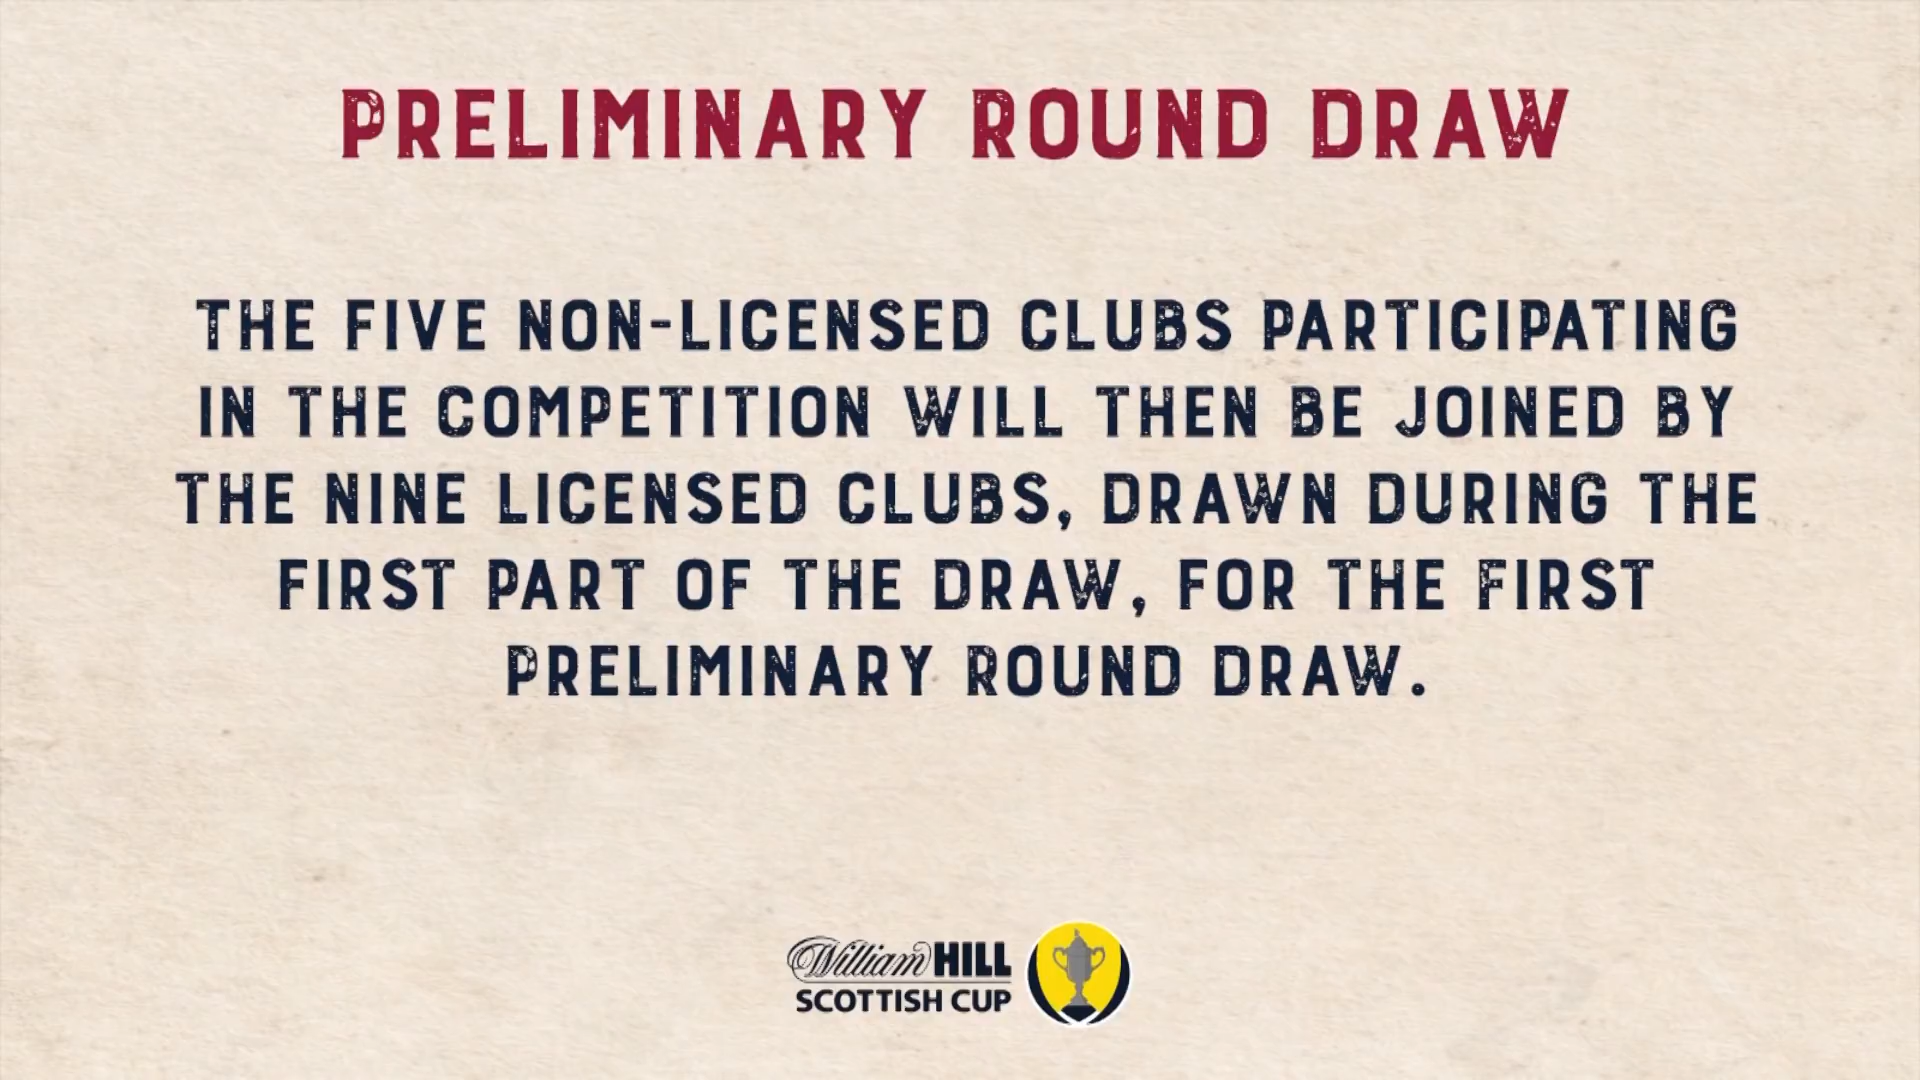 PRELIMINARY ROUND DRAW
THE FIVE NON-LICENSED CLUBS PARTICIPATING
IN THE COMPETITION WILL THEN BE JOINED BY
THE NINE LICENSED CLUBS, DRAWN DURING THE
FIRST PART OF THE DRAW, FOR THE FIRST
PRELIMINARY ROUND DRAW.
William HILL
SCOTTISH CUP